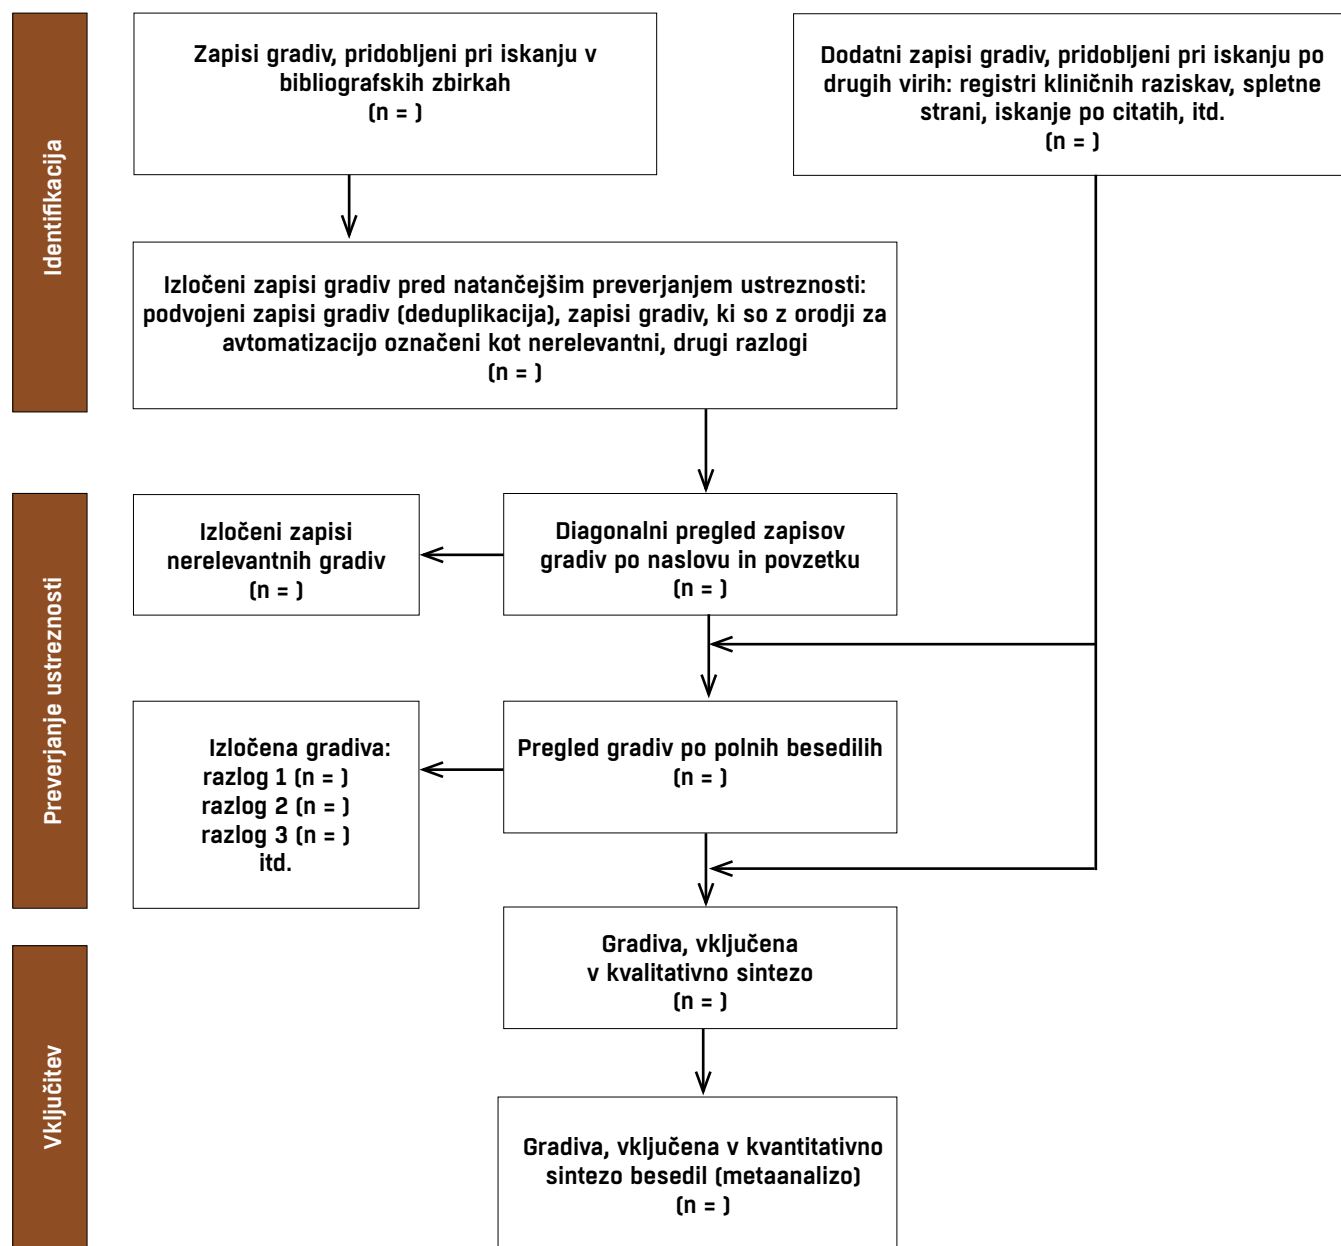 Identifikacija
Zapisi gradiv, pridobljeni pri iskanju v
bibliografskih zbirkah
(n = )
Dodatni zapisi gradiv, pridobljeni pri iskanju po
drugih virih: registri kliničnih raziskav, spletne
strani, iskanje po citatih, itd.
(n = )
Izločeni zapisi gradiv pred natančejšim preverjanjem ustreznosti:
podvojeni zapisi gradiv (deduplikacija), zapisi gradiv, ki so z orodji za
avtomatizacijo označeni kot nerelevantni, drugi razlogi
(n = )
Preverjanje ustreznosti
Izločeni zapisi
nerelevantnih gradiv
(n = )
Diagonalni pregled zapisov
gradiv po naslovu in povzetku
(n = )
Izločena gradiva:
razlog 1 (n = )
razlog 2 (n = )
razlog 3 (n = )
itd.
Pregled gradiv po polnih besedilih
(n = )
Vključitev
Gradiva, vključena
v kvalitativno sintezo
(n = )
Gradiva, vključena v kvantitativno
sintezo besedil (metaanalizo)
(n = )